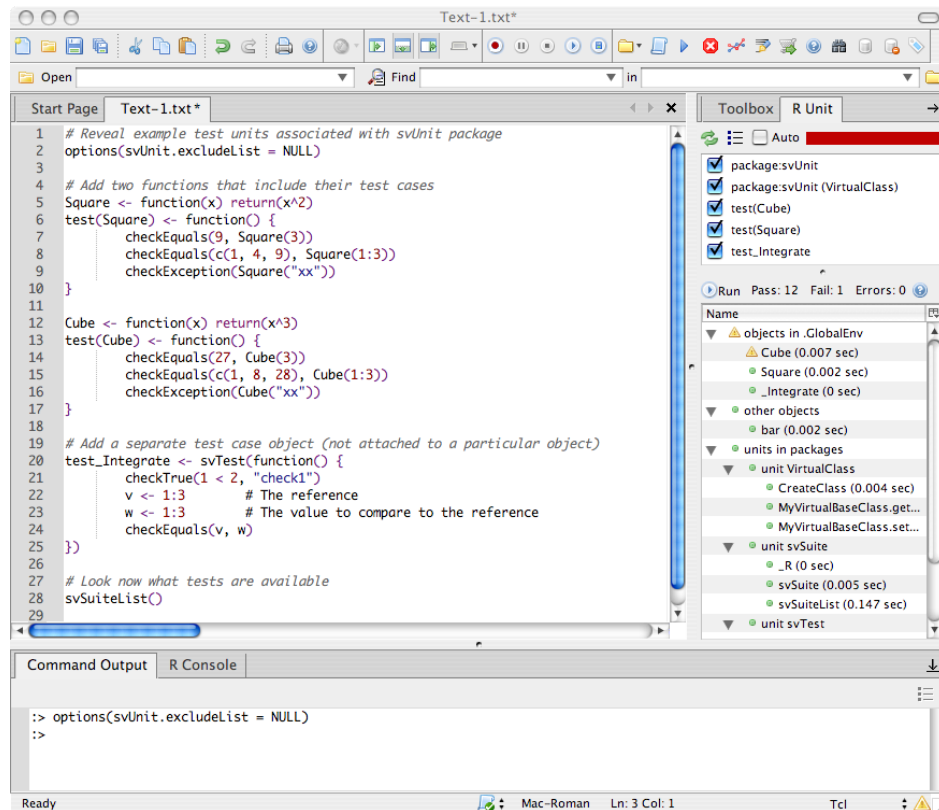 Text-1.txt*
Open
Find
in
Start Page
Text-1.txt*
1 # Reveal example test units associated with svUnit package
2 options(svUnit.excludeList = NULL)
3
4 # Add two functions that include their test cases
5 Square <- function(x) return(x^2)
6 test(Square) <- function() {
7 checkEquals(9, Square(3))
8 checkEquals(c(1, 4, 9), Square(1:3))
9 checkException(Square("xx"))
10 }
11
12 Cube <- function(x) return(x^3)
13 test(Cube) <- function() {
14 checkEquals(27, Cube(3))
15 checkEquals(c(1, 8, 28), Cube(1:3))
16 checkException(Cube("xx"))
17 }
18
19 # Add a separate test case object (not attached to a particular object)
20 test_Integrate <- svTest(function() {
21 checkTrue(1 < 2, "check1")
22 v <- 1:3 # The reference
23 w <- 1:3 # The value to compare to the reference
24 checkEquals(v, w)
25 })
26
27 # Look now what tests are available
28 svSuiteList()
29
Toolbox
R Unit
Auto
package:svUnit
package:svUnit (VirtualClass)
test(Cube)
test(Square)
test_Integrate
Run Pass: 12 Fail: 1 Errors: 0
Name
objects in .GlobalEnv
Cube (0.007 sec)
Square (0.002 sec)
_Integrate (0 sec)
other objects
bar (0.002 sec)
units in packages
unit VirtualClass
CreateClass (0.004 sec)
MyVirtualBaseClass.get...
MyVirtualBaseClass.set...
unit svSuite
_R (0 sec)
svSuite (0.005 sec)
svSuiteList (0.147 sec)
unit svTest
Command Output
R Console
:> options(svUnit.excludeList = NULL)
:>
Ready
Mac-Roman Ln: 3 Col: 1
Tcl